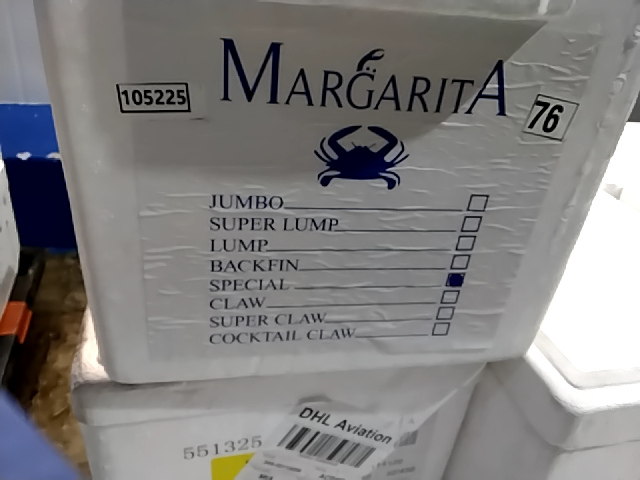 MARGARITA
105225
76
JUMBO
SUPER LUMP
LUMP
BACKFIN
SPECIAL
CLAW
SUPER CLAW
COCKTAIL CLAW
DHL Aviation
551325